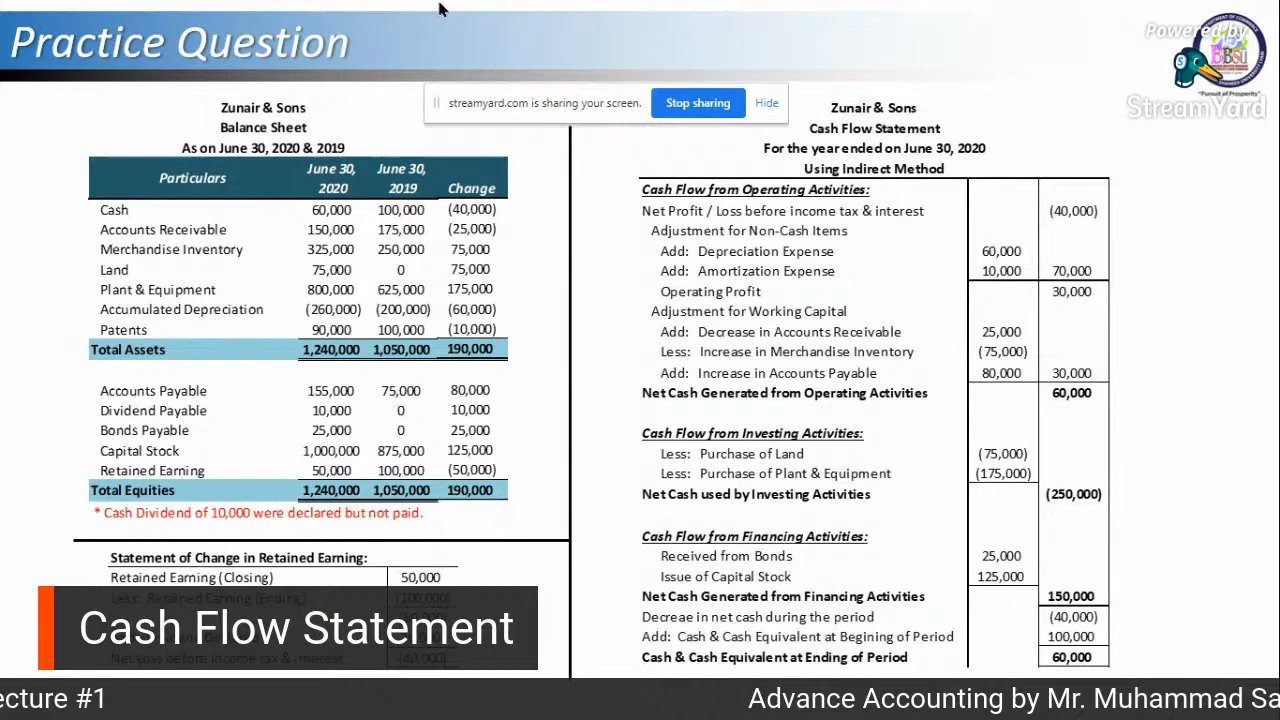 Practice Question
Powered by
StreamYard
"Pursuit of Prosperity"
streamyard.com is sharing your screen. Stop sharing Hide
Zunair & Sons
Balance Sheet
As on June 30, 2020 & 2019
Particulars June 30, 2020 June 30, 2019 Change
Cash 60,000 100,000 (40,000)
Accounts Receivable 150,000 175,000 (25,000)
Merchandise Inventory 325,000 250,000 75,000
Land 75,000 0 75,000
Plant & Equipment 800,000 625,000 175,000
Accumulated Depreciation (260,000) (200,000) (60,000)
Patents 90,000 100,000 (10,000)
Total Assets 1,240,000 1,050,000 190,000
Accounts Payable 155,000 75,000 80,000
Dividend Payable 10,000 0 10,000
Bonds Payable 25,000 0 25,000
Capital Stock 1,000,000 875,000 125,000
Retained Earning 50,000 100,000 (50,000)
Total Equities 1,240,000 1,050,000 190,000
* Cash Dividend of 10,000 were declared but not paid.
Statement of Change in Retained Earning:
Retained Earning (Closing) 50,000
Less: Retained Earning (Ending) (100,000)
Net Loss before income tax & interest (40,000)
Zunair & Sons
Cash Flow Statement
For the year ended on June 30, 2020
Using Indirect Method
Cash Flow from Operating Activities:
Net Profit / Loss before income tax & interest (40,000)
Adjustment for Non-Cash Items
Add: Depreciation Expense 60,000
Add: Amortization Expense 10,000 70,000
Operating Profit 30,000
Adjustment for Working Capital
Add: Decrease in Accounts Receivable 25,000
Less: Increase in Merchandise Inventory (75,000)
Add: Increase in Accounts Payable 80,000 30,000
Net Cash Generated from Operating Activities 60,000
Cash Flow from Investing Activities:
Less: Purchase of Land (75,000)
Less: Purchase of Plant & Equipment (175,000)
Net Cash used by Investing Activities (250,000)
Cash Flow from Financing Activities:
Received from Bonds 25,000
Issue of Capital Stock 125,000
Net Cash Generated from Financing Activities 150,000
Decreae in net cash during the period (40,000)
Add: Cash & Cash Equivalent at Begining of Period 100,000
Cash & Cash Equivalent at Ending of Period 60,000
Cash Flow Statement
ecture #1 Advance Accounting by Mr. Muhammad Sa